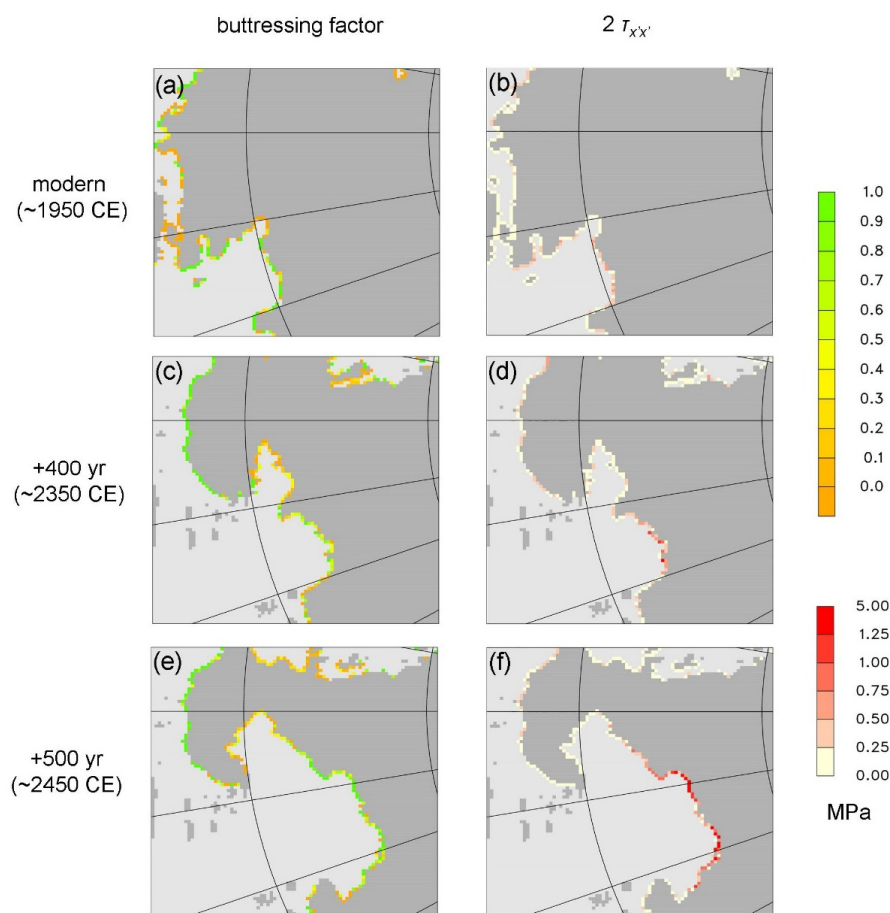 buttressing factor
2 τx'x'
(a)
(b)
modern
(~1950 CE)
(c)
(d)
+400 yr
(~2350 CE)
(e)
(f)
+500 yr
(~2450 CE)
1.0
0.9
0.8
0.7
0.6
0.5
0.4
0.3
0.2
0.1
0.0
5.00
1.25
1.00
0.75
0.50
0.25
0.00
MPa